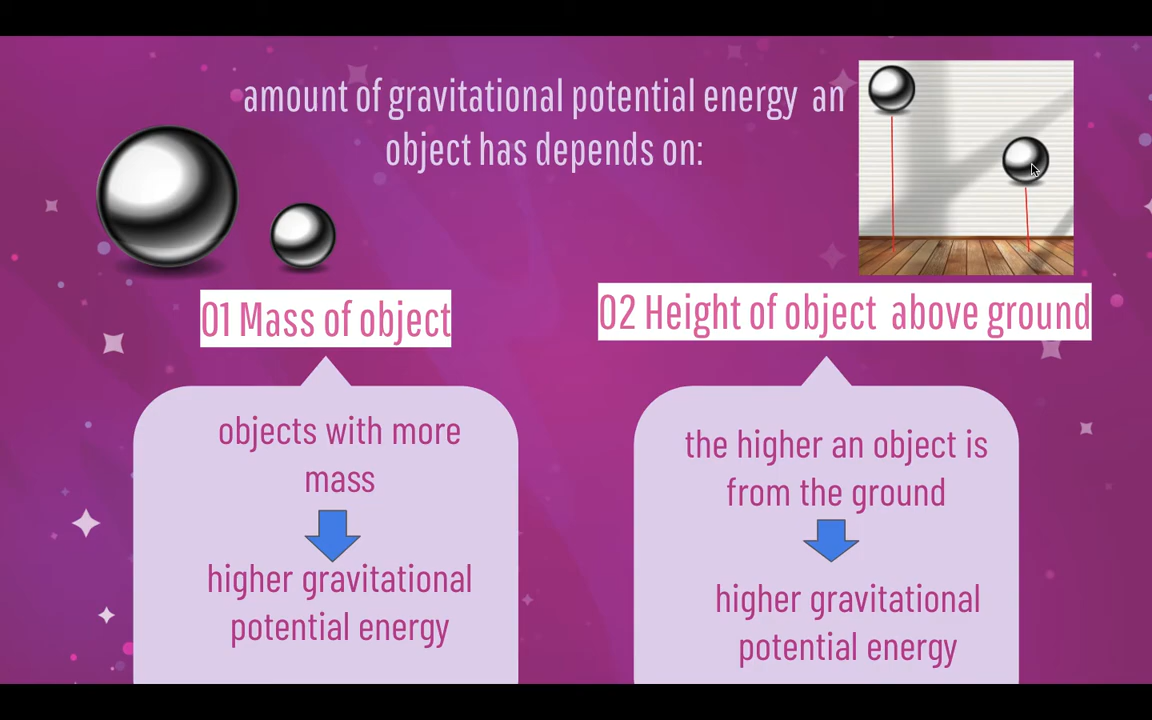 amount of gravitational potential energy an
object has depends on:
01 Mass of object
02 Height of object above ground
objects with more
mass
higher gravitational
potential energy
the higher an object is
from the ground
higher gravitational
potential energy